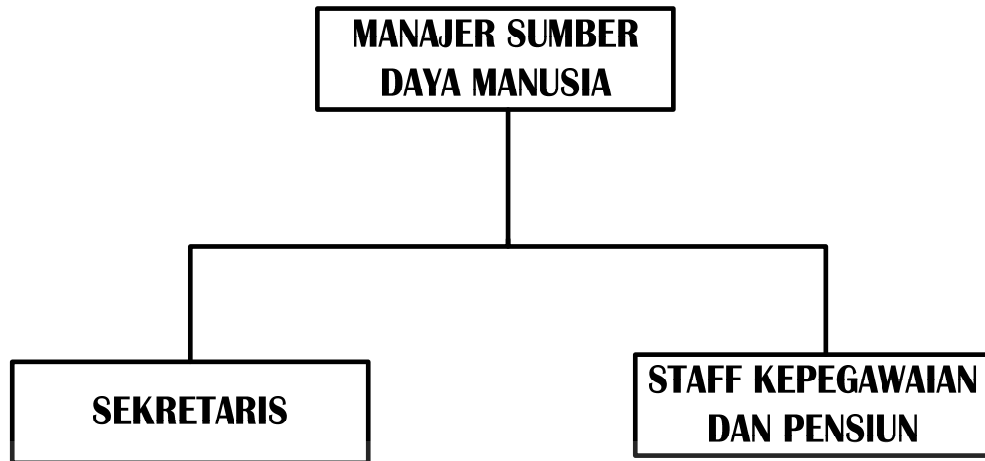 MANAJER SUMBER
DAYA MANUSIA
SEKRETARIS
STAFF KEPEGAWAIAN
DAN PENSIUN